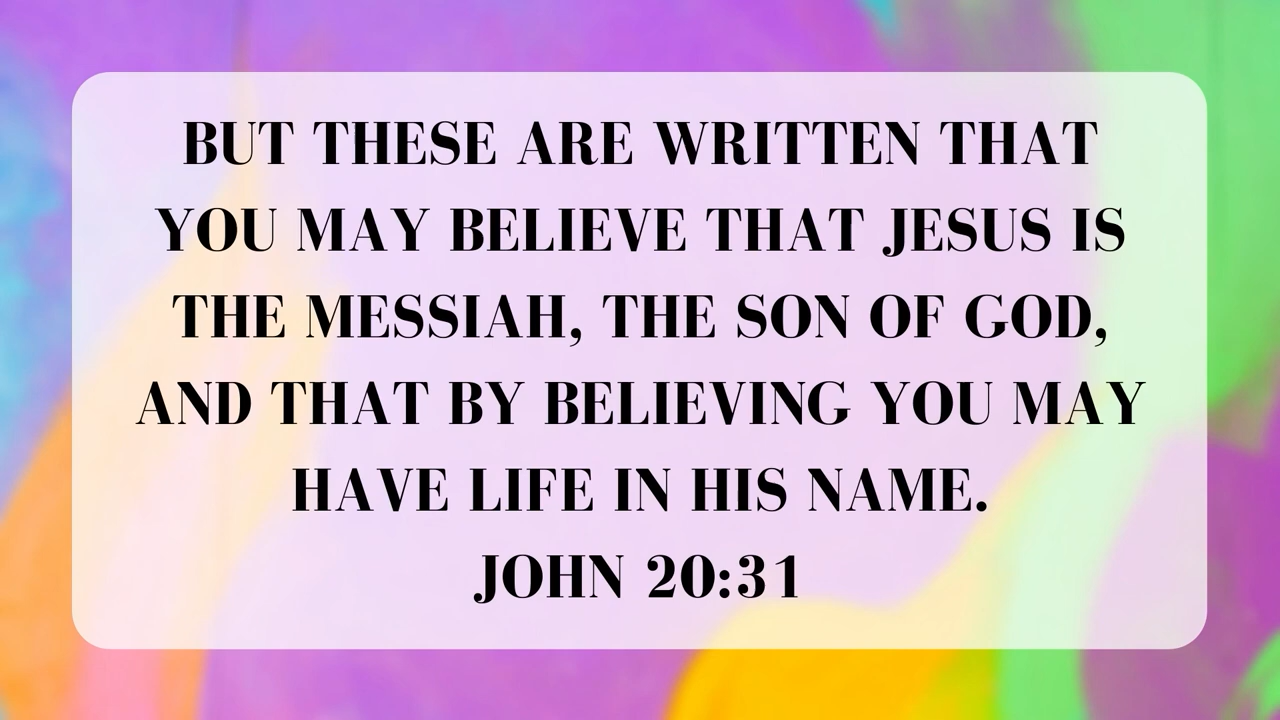 BUT THESE ARE WRITTEN THAT
YOU MAY BELIEVE THAT JESUS IS
THE MESSIAH, THE SON OF GOD,
AND THAT BY BELIEVING YOU MAY
HAVE LIFE IN HIS NAME.
JOHN 20:31